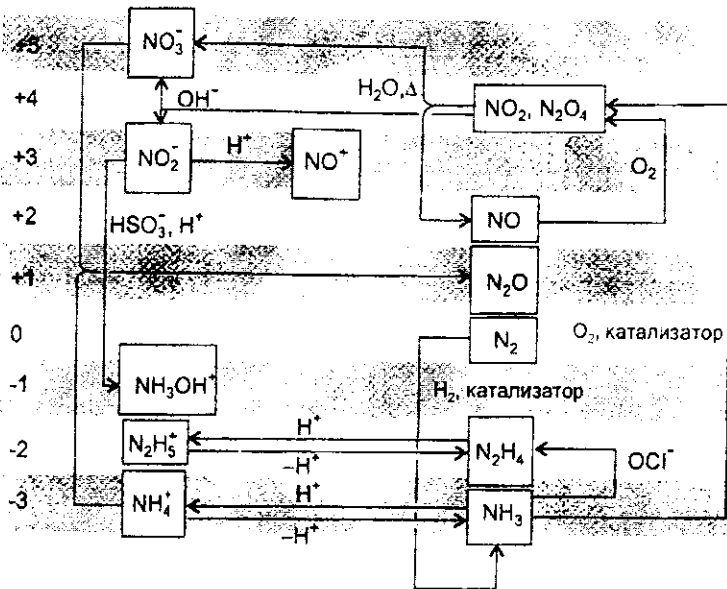 +5 NO₃⁻
+4 OH⁻ H₂O,Δ NO₂, N₂O₄
+3 NO₂⁻ H⁺ NO⁺ O₂
+2 HSO₃⁻, H⁺ NO
+1 N₂O
0 N₂ O₂, катализатор
-1 NH₃OH⁺ H₂, катализатор
-2 N₂H₅⁺ H⁺ –H⁺ N₂H₄ OCl⁻
-3 NH₄⁺ H⁺ –H⁺ NH₃